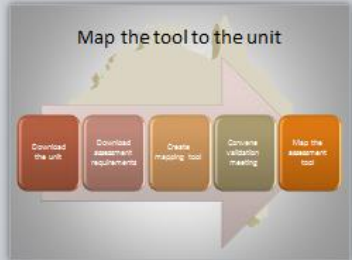 Map the tool to the unit
Download
the unit
Download
assessment
requirements
Create
mapping tool
Convene
validation
meeting
Map the
assessment
tool